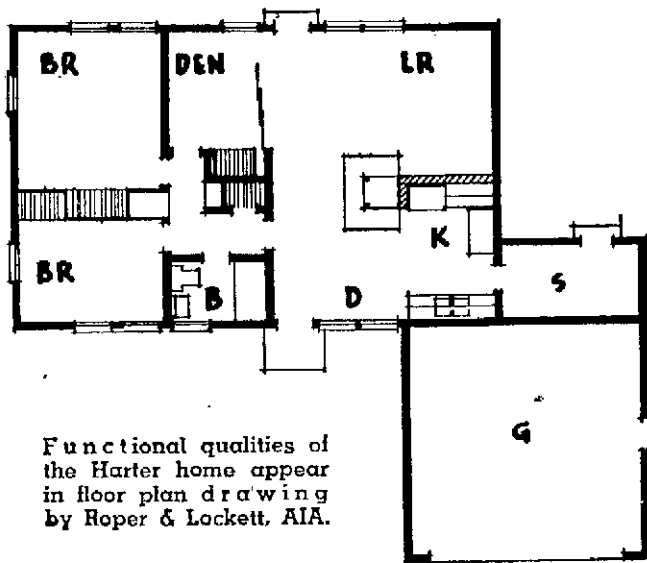 BR
DEN
LR
K
BR
B
D
S
G
Functional qualities of
the Harter home appear
in floor plan drawing
by Roper & Lockett, AIA.